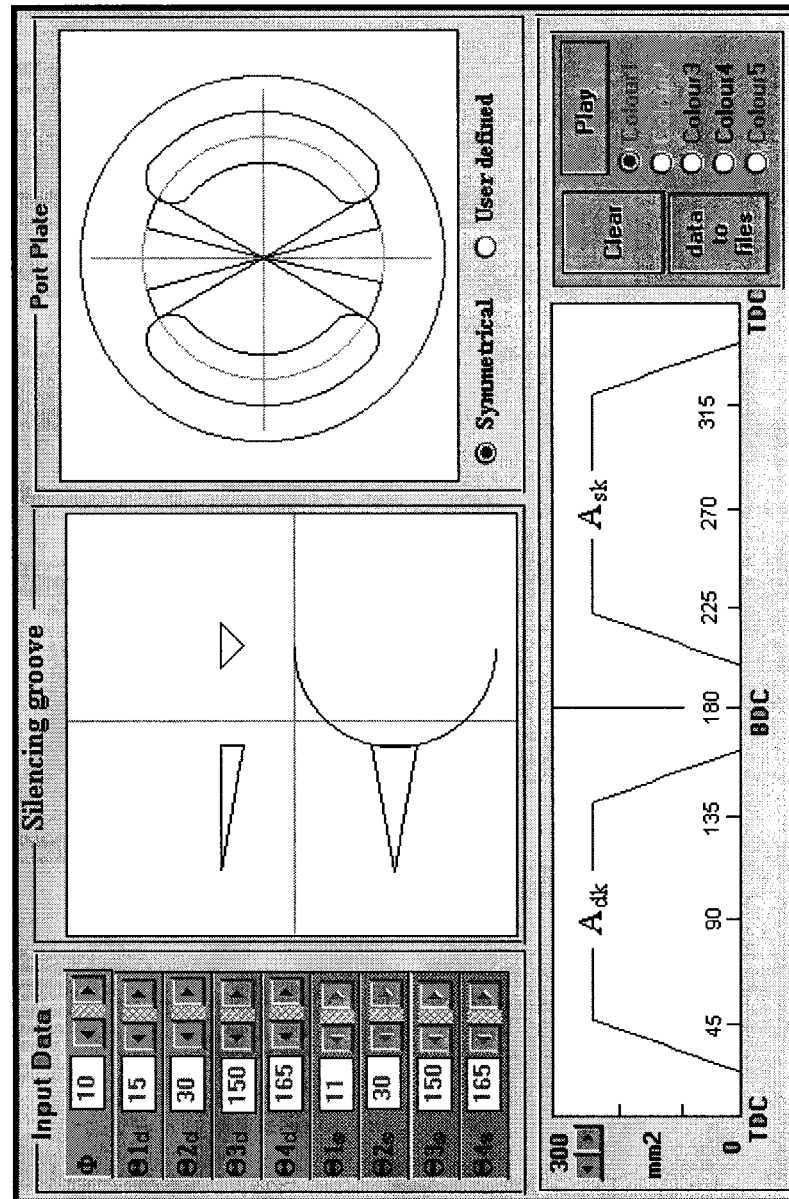 Input Data
Φ 10
Θ1d 15
Θ2d 30
Θ3d 150
Θ4d 165
Θ1s 11
Θ2s 30
Θ3s 150
Θ4s 165
Silencing groove
Port Plate
Symmetrical
User defined
300
mm2
0
A_dk
A_sk
45
90
135
180
225
270
315
TDC
BDC
TDC
Clear
Play
data
to
files
Colour1
Colour3
Colour4
Colour5